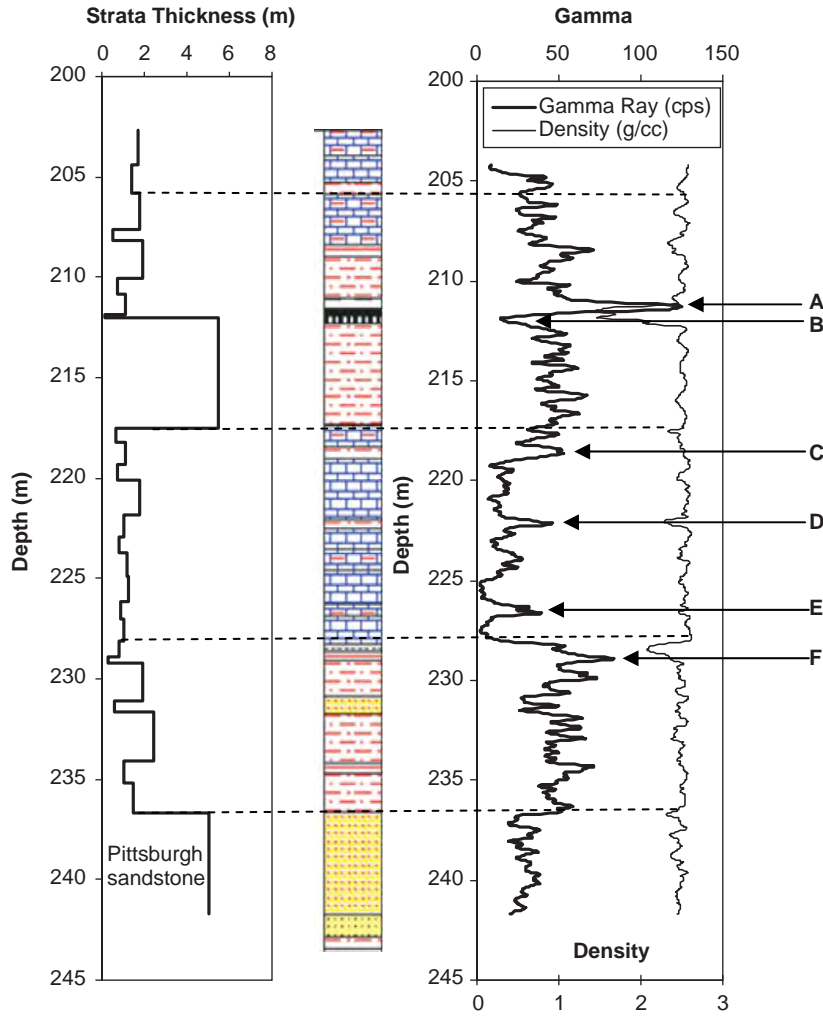 Strata Thickness (m)
0 2 4 6 8
200
205
210
215
220
225
230
235
240
245
Depth (m)
Pittsburgh
sandstone
Gamma
0 50 100 150
200
205
210
215
220
225
230
235
240
245
Depth (m)
Gamma Ray (cps)
Density (g/cc)
A
B
C
D
E
F
Density
0 1 2 3